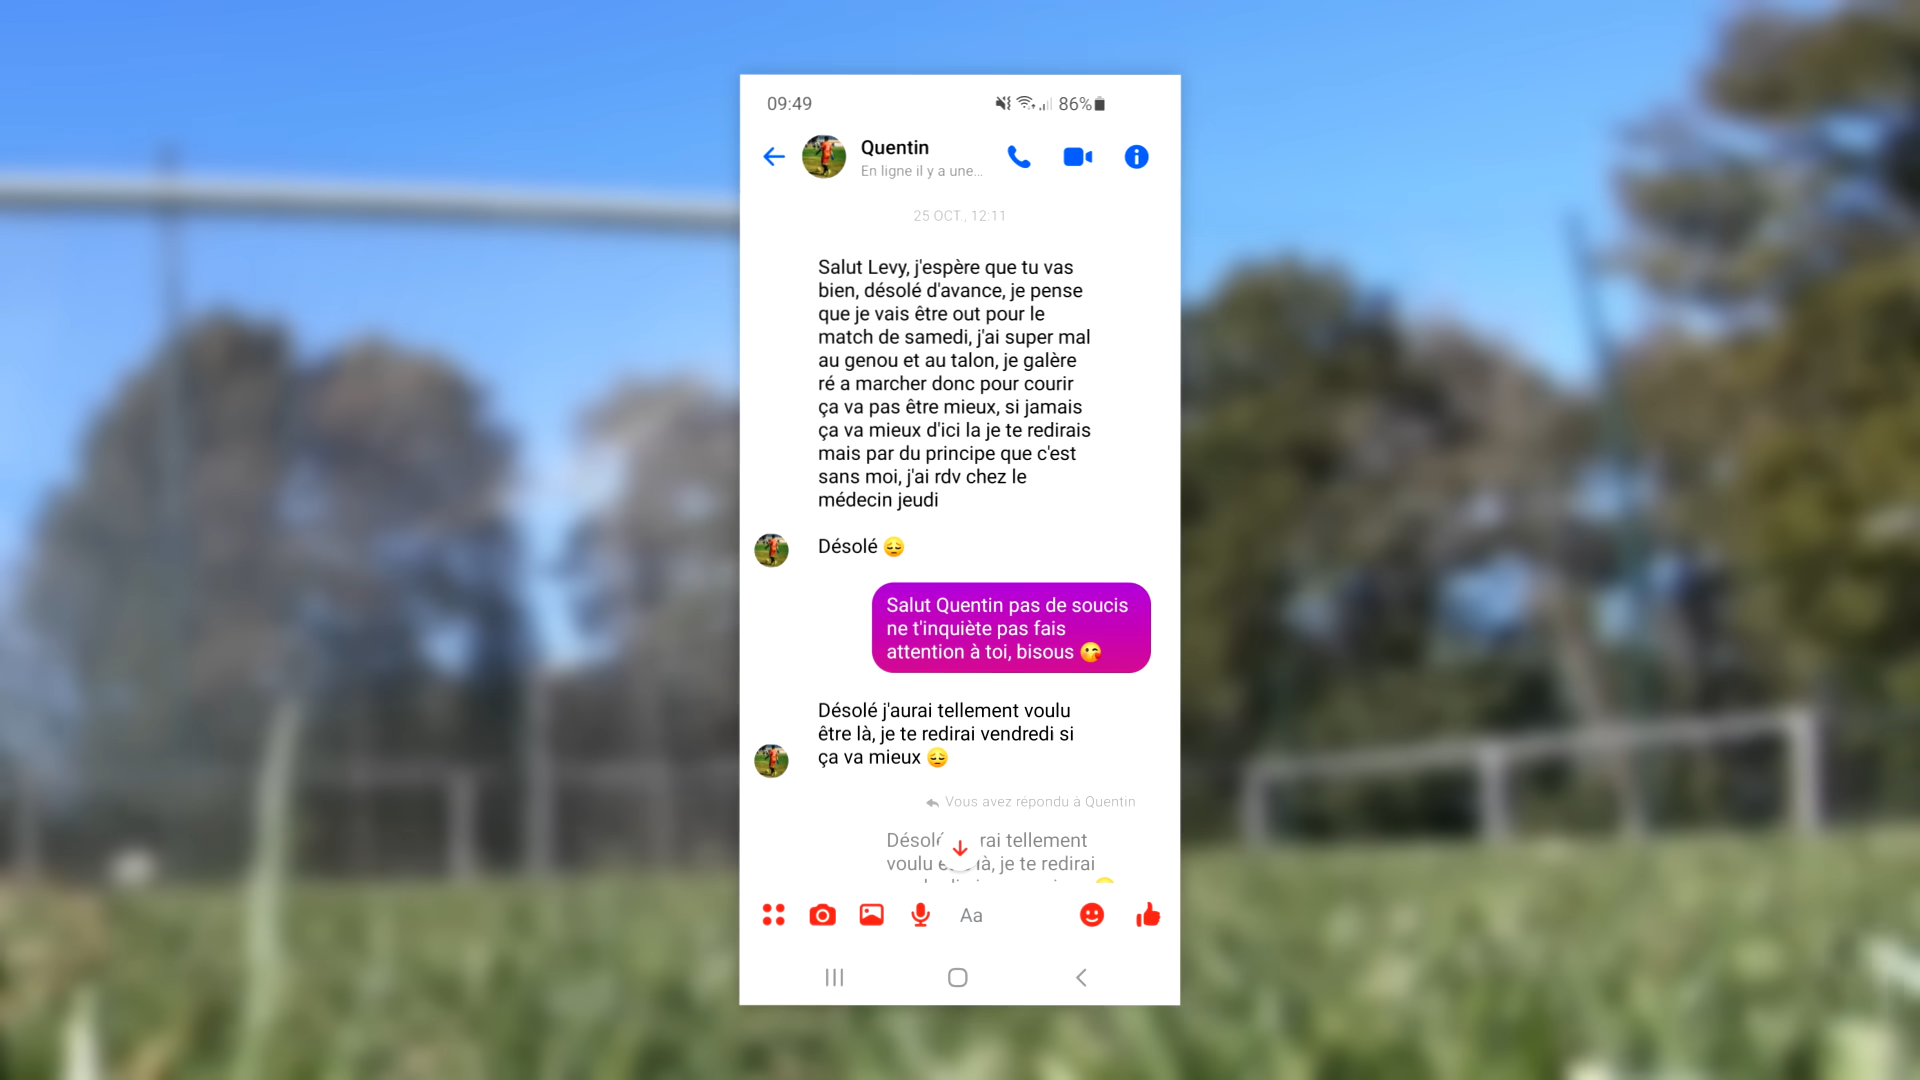 09:49
86%
Quentin
En ligne il y a une...
25 OCT., 12:11
Salut Levy, j'espère que tu vas
bien, désolé d'avance, je pense
que je vais être out pour le
match de samedi, j'ai super mal
au genou et au talon, je galère
ré a marcher donc pour courir
ça va pas être mieux, si jamais
ça va mieux d'ici la je te redirais
mais par du principe que c'est
sans moi, j'ai rdv chez le
médecin jeudi
Désolé 😔
Salut Quentin pas de soucis
ne t'inquiète pas fais
attention à toi, bisous 😘
Désolé j'aurai tellement voulu
être là, je te redirai vendredi si
ça va mieux 😔
Vous avez répondu à Quentin
Désolé tellement
voulu là, je te redirai
Aa